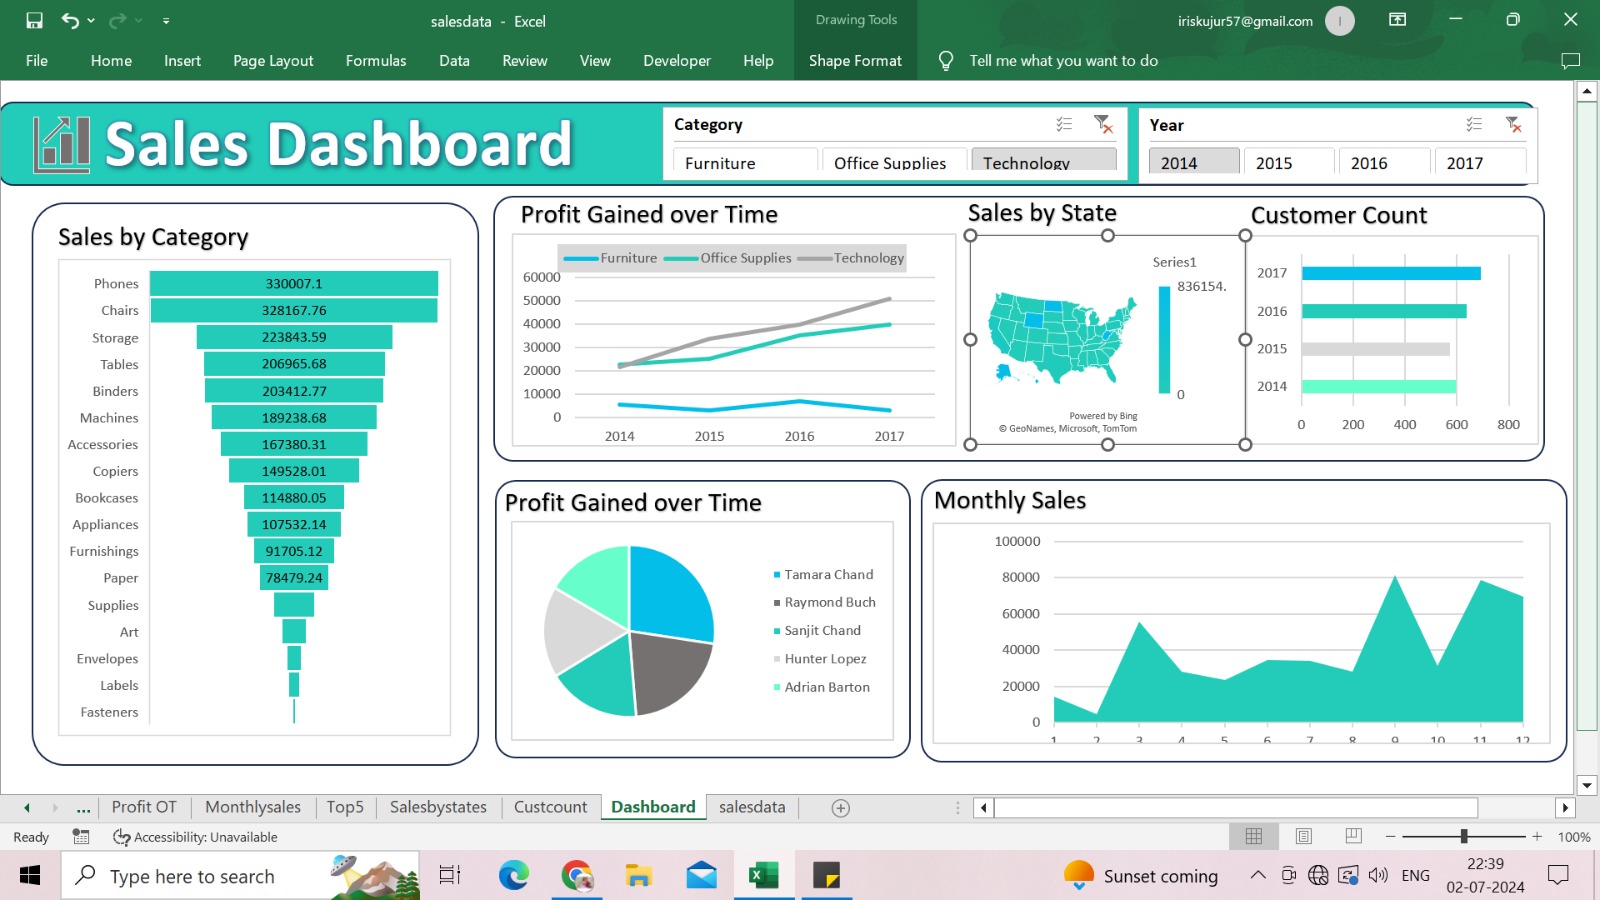 salesdata - Excel
Drawing Tools
iriskujur57@gmail.com
I
File Home Insert Page Layout Formulas Data Review View Developer Help Shape Format Tell me what you want to do
Sales Dashboard
Category
Furniture Office Supplies Technology
Year
2014 2015 2016 2017
Sales by Category
Phones 330007.1
Chairs 328167.76
Storage 223843.59
Tables 206965.68
Binders 203412.77
Machines 189238.68
Accessories 167380.31
Copiers 149528.01
Bookcases 114880.05
Appliances 107532.14
Furnishings 91705.12
Paper 78479.24
Supplies
Art
Envelopes
Labels
Fasteners
Profit Gained over Time
Furniture Office Supplies Technology
60000
50000
40000
30000
20000
10000
0
2014 2015 2016 2017
Sales by State
Series1
836154.
0
Powered by Bing
© GeoNames, Microsoft, TomTom
Customer Count
2017
2016
2015
2014
0 200 400 600 800
Profit Gained over Time
Tamara Chand
Raymond Buch
Sanjit Chand
Hunter Lopez
Adrian Barton
Monthly Sales
100000
80000
60000
40000
20000
0
1 2 3 4 5 6 7 8 9 10 11 12
... Profit OT Monthlysales Top5 Salesbystates Custcount Dashboard salesdata
Ready Accessibility: Unavailable 100%
Type here to search
Sunset coming
ENG
22:39
02-07-2024